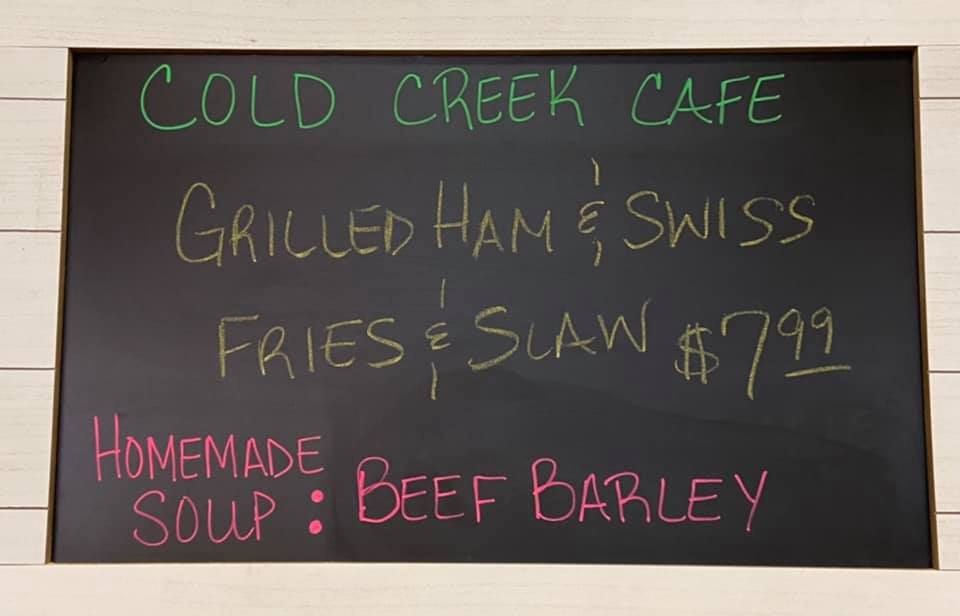 COLD CREEK CAFE
GRILLED HAM & SWISS
FRIES & SLAW $7.99
HOMEMADE
SOUP : BEEF BARLEY